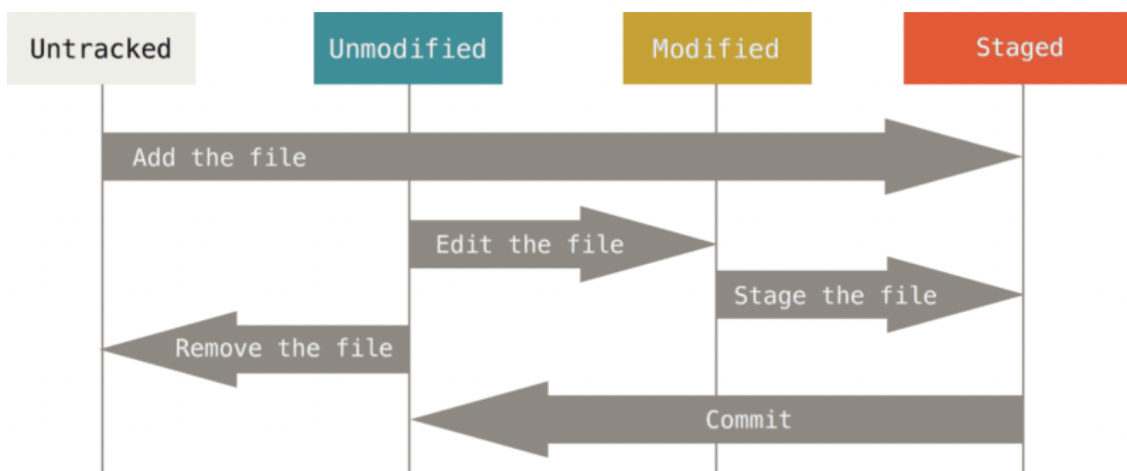 Untracked
Unmodified
Modified
Staged
Add the file
Edit the file
Stage the file
Remove the file
Commit